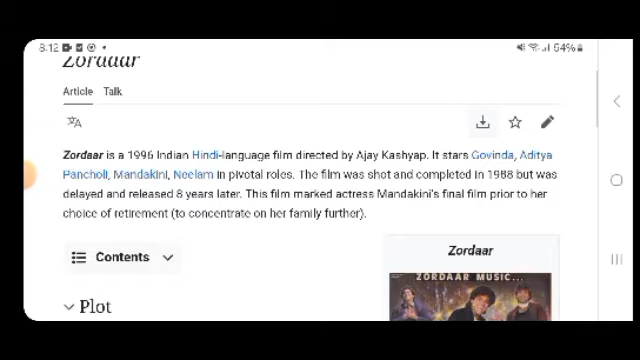 8:12
54%
Zordaar
Article Talk
Zordaar is a 1996 Indian Hindi-language film directed by Ajay Kashyap. It stars Govinda, Aditya
Pancholi, Mandakini, Neelam in pivotal roles. The film was shot and completed in 1988 but was
delayed and released 8 years later. This film marked actress Mandakini's final film prior to her
choice of retirement (to concentrate on her family further).
Contents
Zordaar
ZORDAAR MUSIC...
Plot